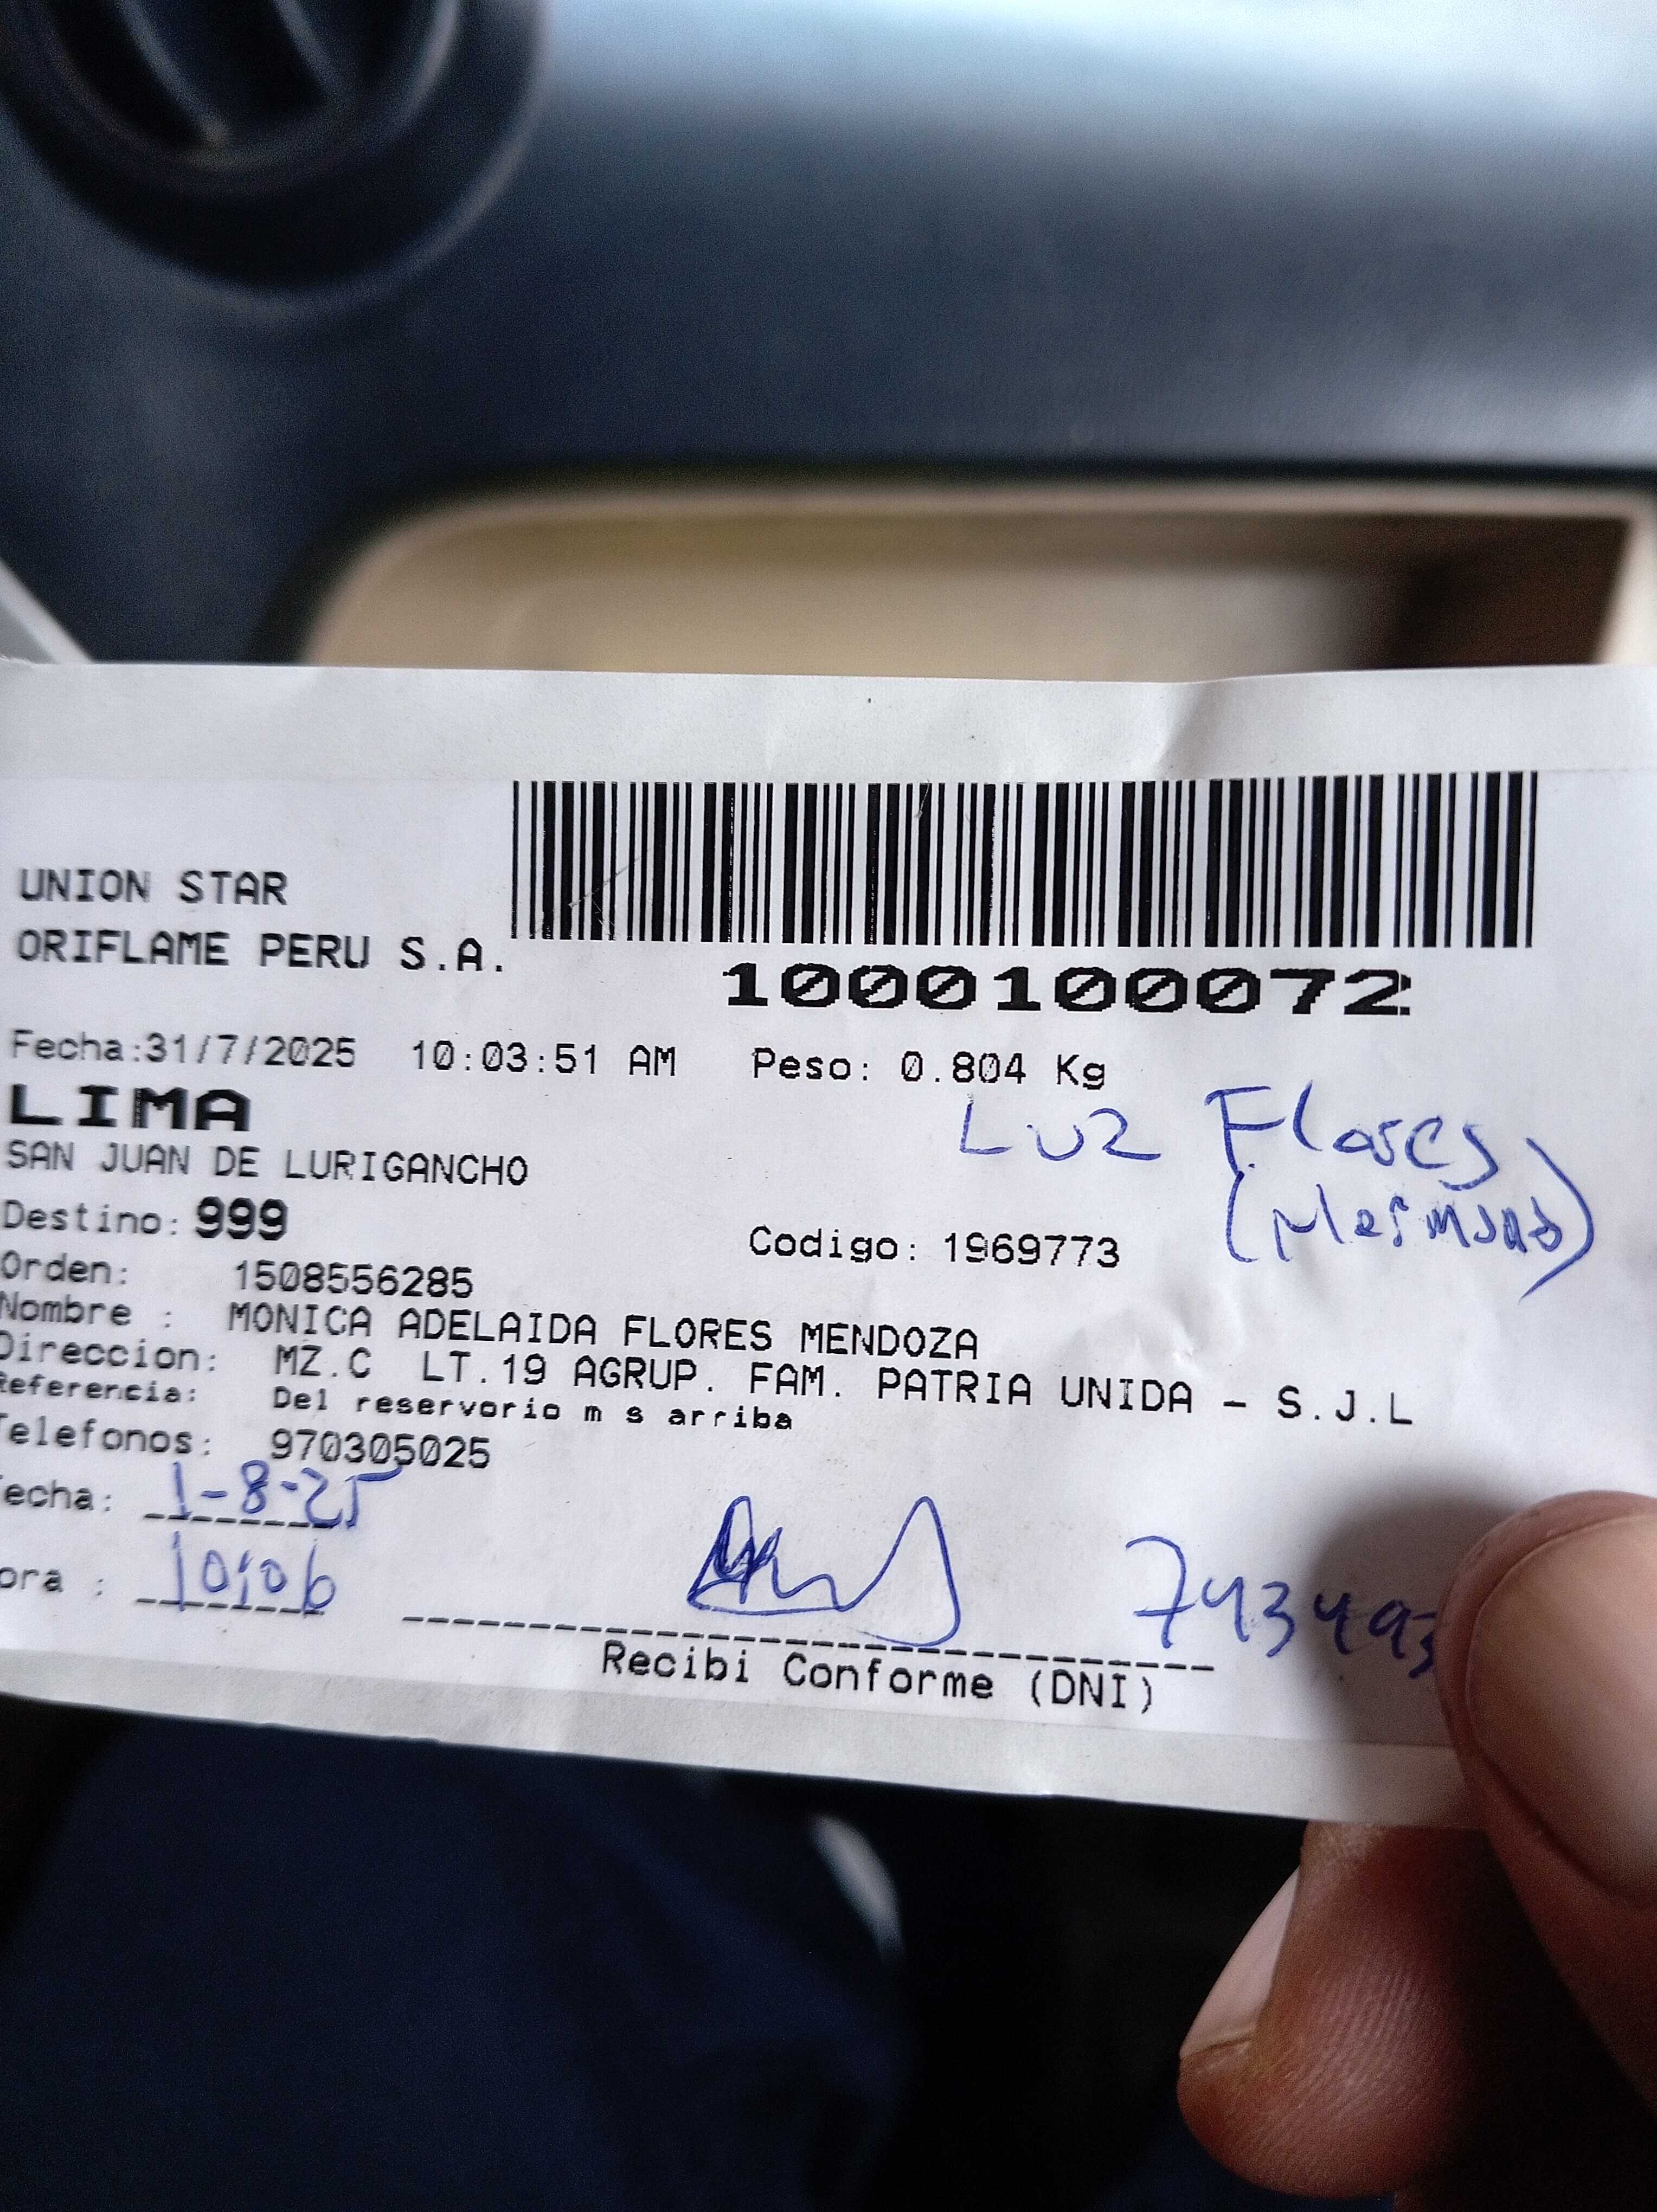 UNION STAR
ORIFLAME PERU S.A.
1000100072
Fecha:31/7/2025 10:03:51 AM Peso: 0.804 Kg
LIMA
Luz Flores
SAN JUAN DE LURIGANCHO
Destino: 999
Codigo: 1969773
Orden: 1508556285
Nombre : MONICA ADELAIDA FLORES MENDOZA
Direccion: MZ.C LT.19 AGRUP. FAM. PATRIA UNIDA - S.J.L
Referencia: Del reservorio m s arriba
Telefonos: 970305025
echa: 1-8-25
ora : 10:06
743493
Recibi Conforme (DNI)